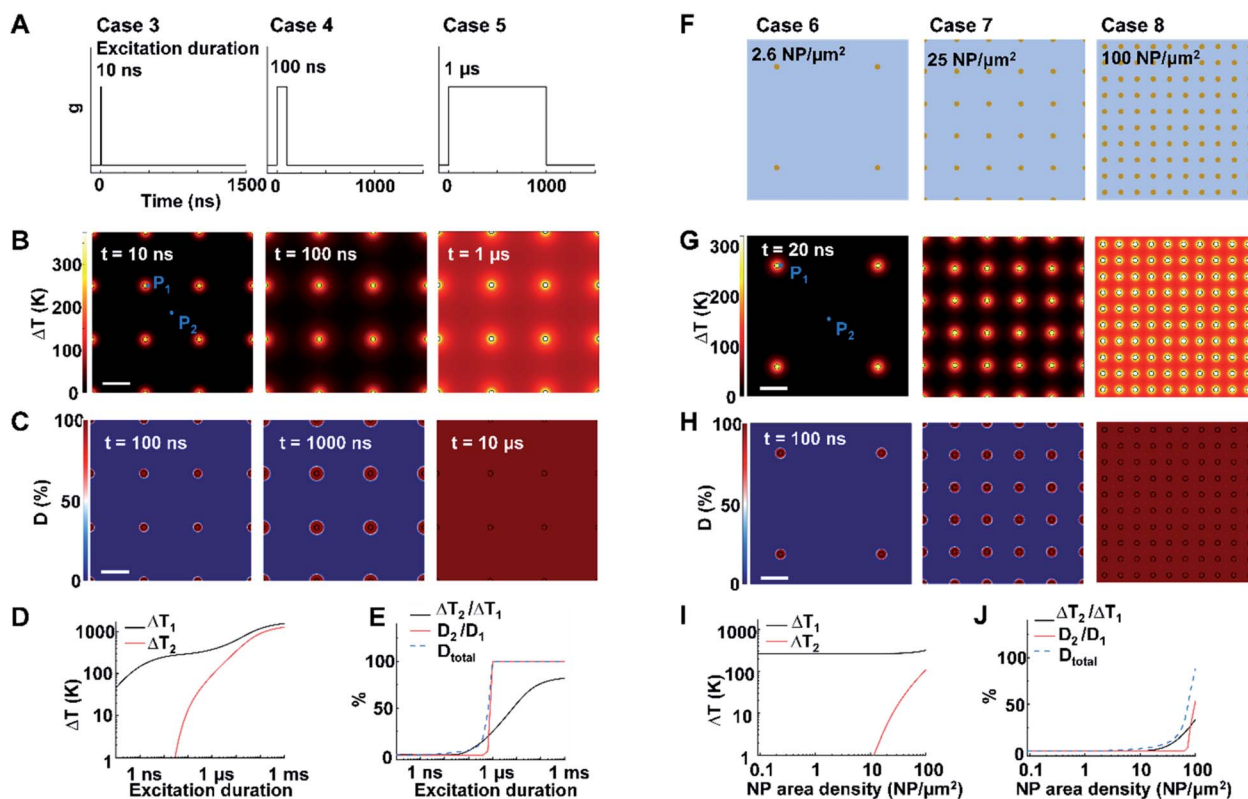 A
Case 3
Case 4
Case 5
Excitation duration
10 ns
100 ns
1 µs
g
0
1500
0
1000
0
1000
Time (ns)
B
t = 10 ns
t = 100 ns
t = 1 µs
P1
P2
ΔT (K)
300
200
100
0
C
t = 100 ns
t = 1000 ns
t = 10 µs
D (%)
100
50
0
D
ΔT1
ΔT2
ΔT (K)
1000
100
10
1
1 ns
1 µs
1 ms
Excitation duration
E
ΔT2/ΔT1
D2/D1
Dtotal
%
100
50
0
1 ns
1 µs
1 ms
Excitation duration
F
Case 6
Case 7
Case 8
2.6 NP/µm²
25 NP/µm²
100 NP/µm²
G
t = 20 ns
P1
P2
ΔT (K)
300
200
100
0
H
t = 100 ns
D (%)
100
50
0
I
ΔT1
ΔT2
ΔT (K)
1000
100
10
1
0.1
1
10
100
NP area density (NP/µm²)
J
ΔT2/ΔT1
D2/D1
Dtotal
%
100
50
0
0.1
1
10
100
NP area density (NP/µm²)